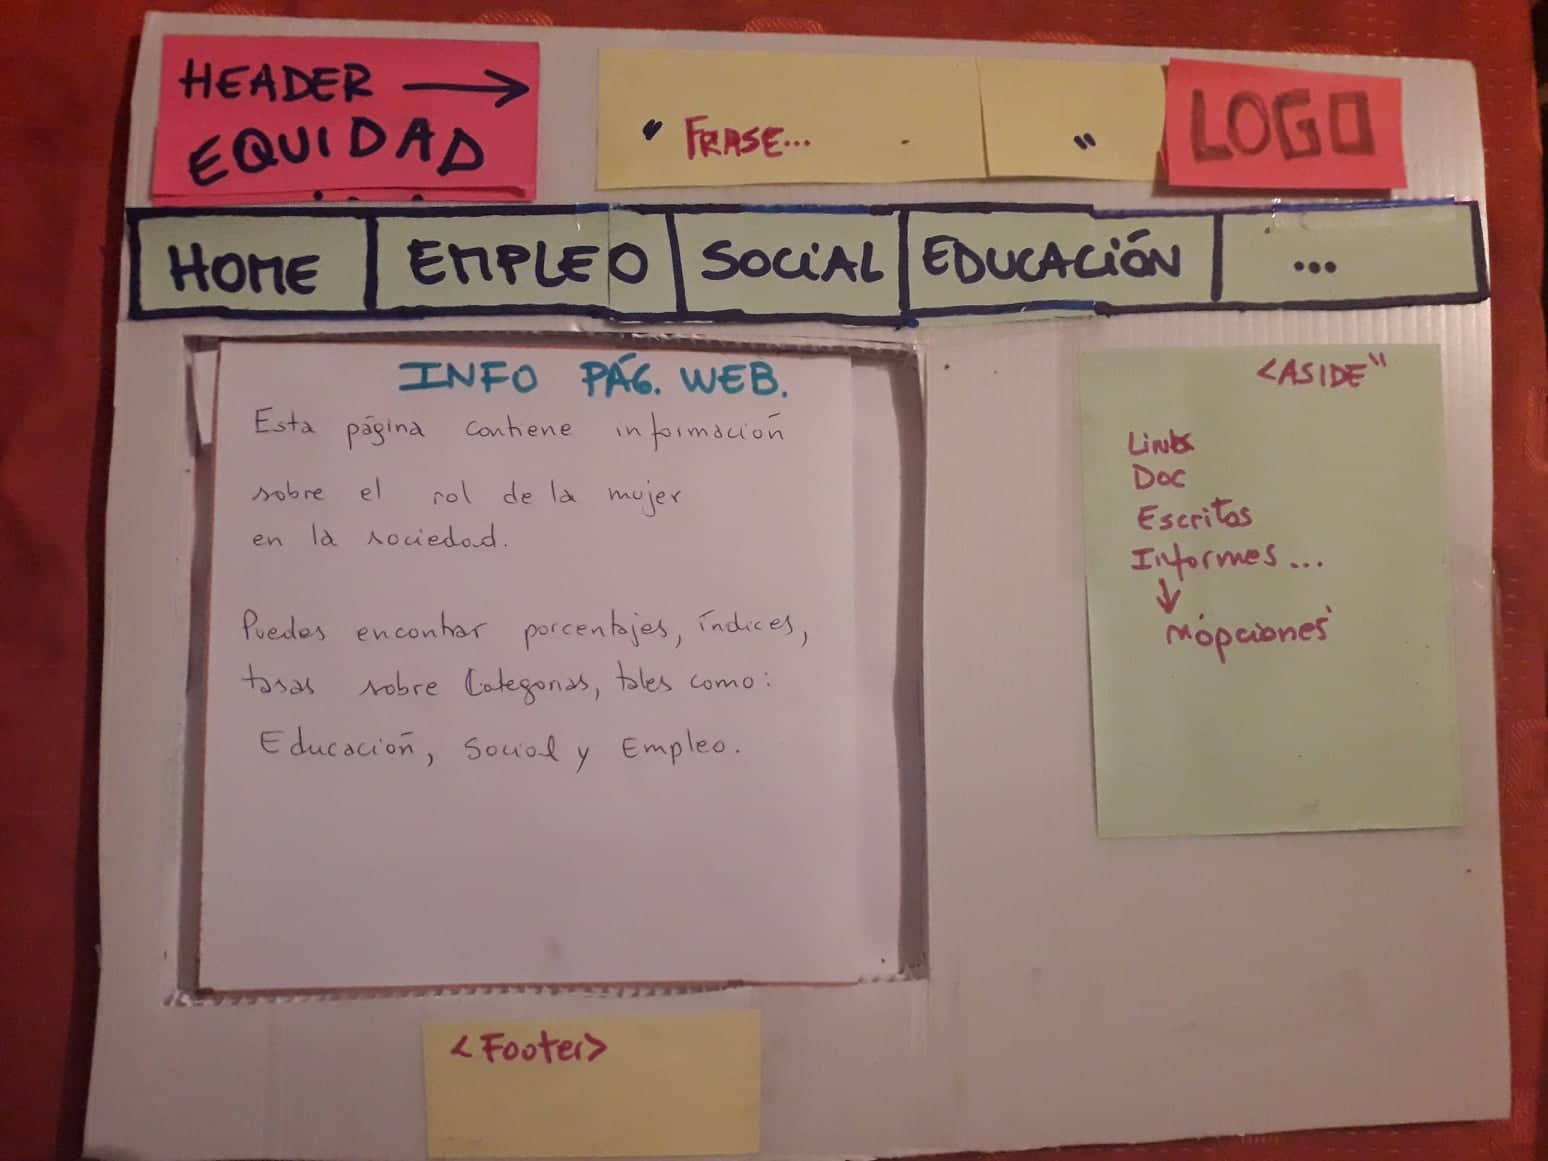 HEADER →
EQUIDAD
" FRASE... "
LOGO
HOME
EMPLEO
SOCIAL
EDUCACIÓN
...
INFO PÁG. WEB.
Esta página contiene información
sobre el rol de la mujer
en la sociedad.
Puedes encontrar porcentajes, índices,
tasas sobre Categorias, tales como:
Educación, Social y Empleo.
<ASIDE"
Links
Doc
Escritos
Informes...
↓
opciones
<Footer>